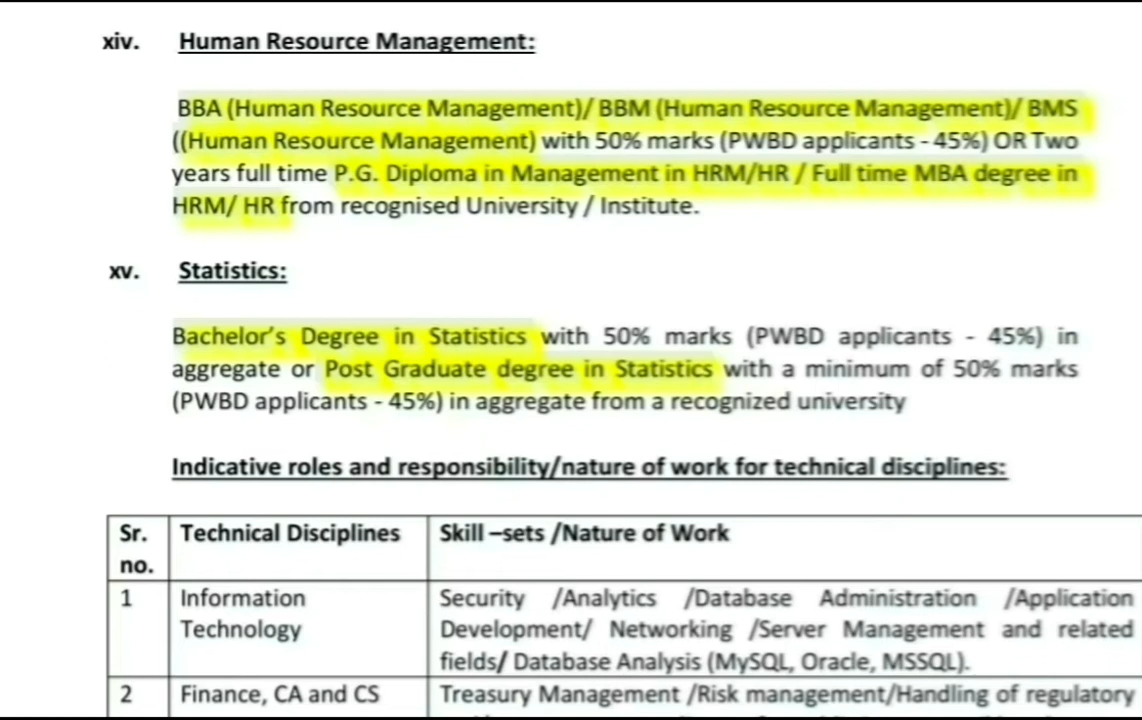 xiv. Human Resource Management:
BBA (Human Resource Management)/ BBM (Human Resource Management)/ BMS
((Human Resource Management) with 50% marks (PWBD applicants - 45%) OR Two
years full time P.G. Diploma in Management in HRM/HR / Full time MBA degree in
HRM/ HR from recognised University / Institute.
xv. Statistics:
Bachelor's Degree in Statistics with 50% marks (PWBD applicants - 45%) in
aggregate or Post Graduate degree in Statistics with a minimum of 50% marks
(PWBD applicants - 45%) in aggregate from a recognized university
Indicative roles and responsibility/nature of work for technical disciplines:
Sr. no. Technical Disciplines Skill –sets /Nature of Work
1 Information Technology
Security /Analytics /Database Administration /Application
Development/ Networking /Server Management and related
fields/ Database Analysis (MySQL, Oracle, MSSQL).
2 Finance, CA and CS Treasury Management /Risk management/Handling of regulatory